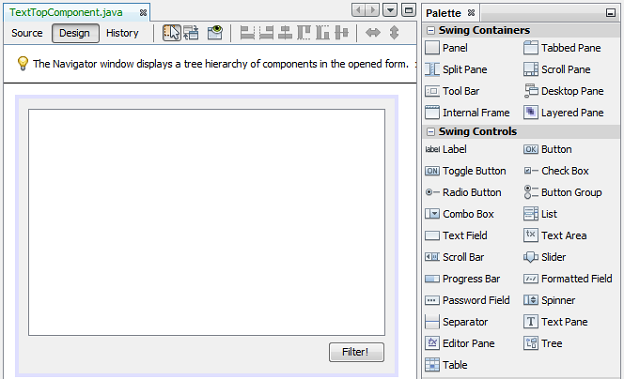 TextTopComponent.java
Source Design History
The Navigator window displays a tree hierarchy of components in the opened form.
Filter!
Palette
Swing Containers
Panel Tabbed Pane
Split Pane Scroll Pane
Tool Bar Desktop Pane
Internal Frame Layered Pane
Swing Controls
label Label OK Button
ON Toggle Button Check Box
Radio Button Button Group
Combo Box List
Text Field Text Area
Scroll Bar Slider
Progress Bar Formatted Field
Password Field Spinner
Separator T Text Pane
Editor Pane Tree
Table